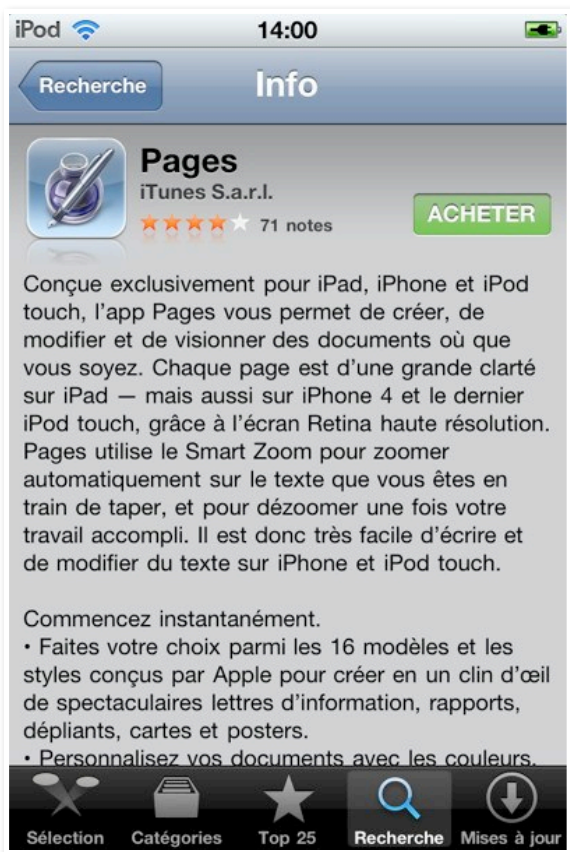 iPod 14:00
Recherche Info
Pages
iTunes S.a.r.l.
71 notes
ACHETER
Conçue exclusivement pour iPad, iPhone et iPod
touch, l'app Pages vous permet de créer, de
modifier et de visionner des documents où que
vous soyez. Chaque page est d'une grande clarté
sur iPad — mais aussi sur iPhone 4 et le dernier
iPod touch, grâce à l'écran Retina haute résolution.
Pages utilise le Smart Zoom pour zoomer
automatiquement sur le texte que vous êtes en
train de taper, et pour dézoomer une fois votre
travail accompli. Il est donc très facile d'écrire et
de modifier du texte sur iPhone et iPod touch.
Commencez instantanément.
• Faites votre choix parmi les 16 modèles et les
styles conçus par Apple pour créer en un clin d'œil
de spectaculaires lettres d'information, rapports,
dépliants, cartes et posters.
• Personnalisez vos documents avec les couleurs,
Sélection Catégories Top 25 Recherche Mises à jour